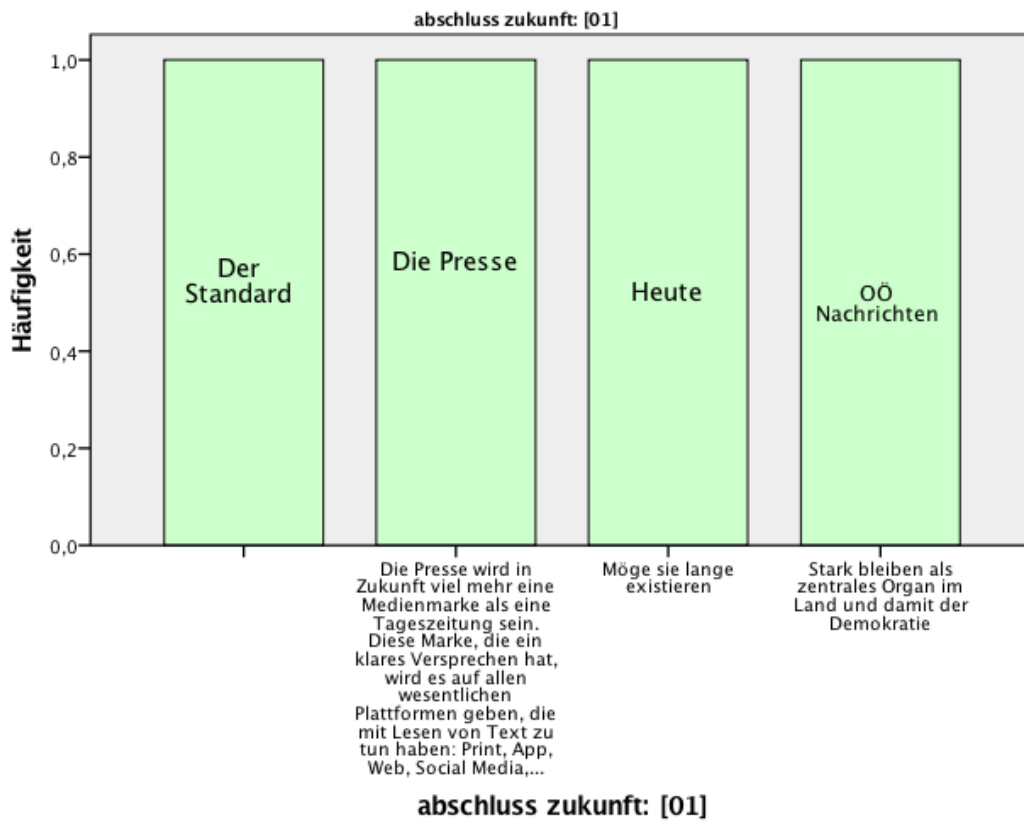 abschluss zukunft: [01]
Häufigkeit
1,0
0,8
0,6
0,4
0,2
0,0
Der
Standard
Die Presse
Heute
OÖ
Nachrichten
Die Presse wird in
Zukunft viel mehr eine
Medienmarke als eine
Tageszeitung sein.
Diese Marke, die ein
klares Versprechen hat,
wird es auf allen
wesentlichen
Plattformen geben, die
mit Lesen von Text zu
tun haben: Print, App,
Web, Social Media,...
Möge sie lange
existieren
Stark bleiben als
zentrales Organ im
Land und damit der
Demokratie
abschluss zukunft: [01]